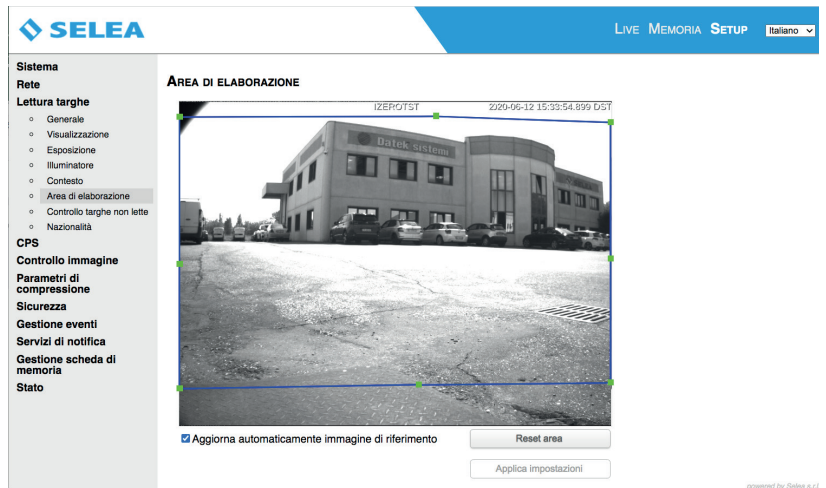 SELEA
LIVE MEMORIA SETUP Italiano
Sistema
Rete
Lettura targhe
Generale
Visualizzazione
Esposizione
Illuminatore
Contesto
Area di elaborazione
Controllo targhe non lette
Nazionalità
CPS
Controllo immagine
Parametri di
compressione
Sicurezza
Gestione eventi
Servizi di notifica
Gestione scheda di
memoria
Stato
AREA DI ELABORAZIONE
IZEROTST 2020-06-12 15:33:54.899 DST
Datek sistemi
Aggiorna automaticamente immagine di riferimento
Reset area
Applica impostazioni
powered by Selea s.r.l